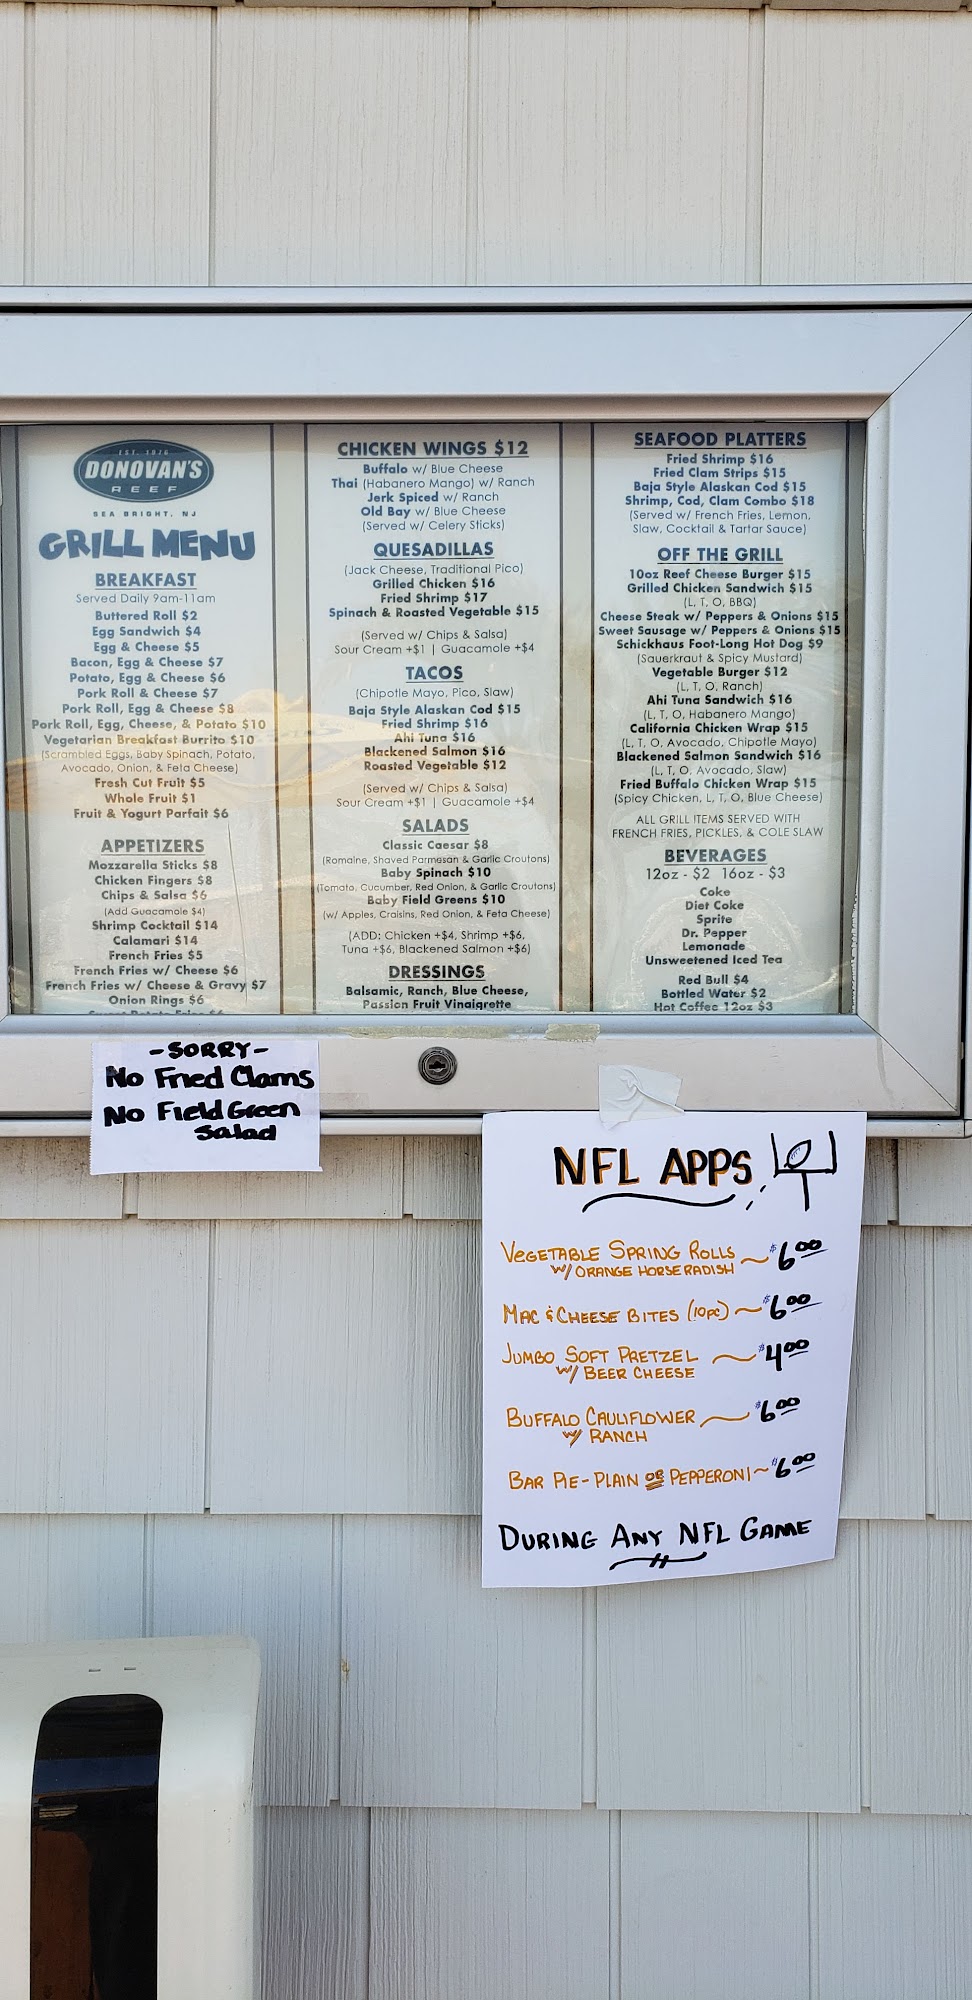 EST. 1976
DONOVAN'S
REEF
SEA BRIGHT, NJ
GRILL MENU
BREAKFAST
Served Daily 9am-11am
Buttered Roll $2
Egg Sandwich $4
Egg & Cheese $5
Bacon, Egg & Cheese $7
Potato, Egg & Cheese $6
Pork Roll & Cheese $7
Pork Roll, Egg & Cheese $8
Pork Roll, Egg, Cheese, & Potato $10
Vegetarian Breakfast Burrito $10
(Scrambled Eggs, Baby Spinach, Potato,
Avocado, Onion, & Feta Cheese)
Fresh Cut Fruit $5
Whole Fruit $1
Fruit & Yogurt Parfait $6
APPETIZERS
Mozzarella Sticks $8
Chicken Fingers $8
Chips & Salsa $6
(Add Guacamole $4)
Shrimp Cocktail $14
Calamari $14
French Fries $5
French Fries w/ Cheese $6
French Fries w/ Cheese & Gravy $7
Onion Rings $6
Sweet Potato Fries $6
CHICKEN WINGS $12
Buffalo w/ Blue Cheese
Thai (Habanero Mango) w/ Ranch
Jerk Spiced w/ Ranch
Old Bay w/ Blue Cheese
(Served w/ Celery Sticks)
QUESADILLAS
(Jack Cheese, Traditional Pico)
Grilled Chicken $16
Fried Shrimp $17
Spinach & Roasted Vegetable $15
(Served w/ Chips & Salsa)
Sour Cream +$1 | Guacamole +$4
TACOS
(Chipotle Mayo, Pico, Slaw)
Baja Style Alaskan Cod $15
Fried Shrimp $16
Ahi Tuna $16
Blackened Salmon $16
Roasted Vegetable $12
(Served w/ Chips & Salsa)
Sour Cream +$1 | Guacamole +$4
SALADS
Classic Caesar $8
(Romaine, Shaved Parmesan & Garlic Croutons)
Baby Spinach $10
(Tomato, Cucumber, Red Onion, & Garlic Croutons)
Baby Field Greens $10
(w/ Apples, Craisins, Red Onion, & Feta Cheese)
(ADD: Chicken +$4, Shrimp +$6,
Tuna +$6, Blackened Salmon +$6)
DRESSINGS
Balsamic, Ranch, Blue Cheese,
Passion Fruit Vinaigrette
SEAFOOD PLATTERS
Fried Shrimp $16
Fried Clam Strips $15
Baja Style Alaskan Cod $15
Shrimp, Cod, Clam Combo $18
(Served w/ French Fries, Lemon,
Slaw, Cocktail & Tartar Sauce)
OFF THE GRILL
10oz Reef Cheese Burger $15
Grilled Chicken Sandwich $15
(L, T, O, BBQ)
Cheese Steak w/ Peppers & Onions $15
Sweet Sausage w/ Peppers & Onions $15
Schickhaus Foot-Long Hot Dog $9
(Sauerkraut & Spicy Mustard)
Vegetable Burger $12
(L, T, O, Ranch)
Ahi Tuna Sandwich $16
(L, T, O, Habanero Mango)
California Chicken Wrap $15
(L, T, O, Avocado, Chipotle Mayo)
Blackened Salmon Sandwich $16
(L, T, O, Avocado, Slaw)
Fried Buffalo Chicken Wrap $15
(Spicy Chicken, L, T, O, Blue Cheese)
ALL GRILL ITEMS SERVED WITH
FRENCH FRIES, PICKLES, & COLE SLAW
BEVERAGES
12oz - $2 16oz - $3
Coke
Diet Coke
Sprite
Dr. Pepper
Lemonade
Unsweetened Iced Tea
Red Bull $4
Bottled Water $2
Hot Coffee 12oz $3
-SORRY-
No Fried Clams
No Field Green
Salad
NFL APPS
VEGETABLE SPRING ROLLS ~ $6.00
w/ ORANGE HORSERADISH
MAC & CHEESE BITES (10pc) ~ $6.00
JUMBO SOFT PRETZEL ~ $4.00
w/ BEER CHEESE
BUFFALO CAULIFLOWER ~ $6.00
w/ RANCH
BAR PIE - PLAIN OR PEPPERONI ~ $6.00
DURING ANY NFL GAME